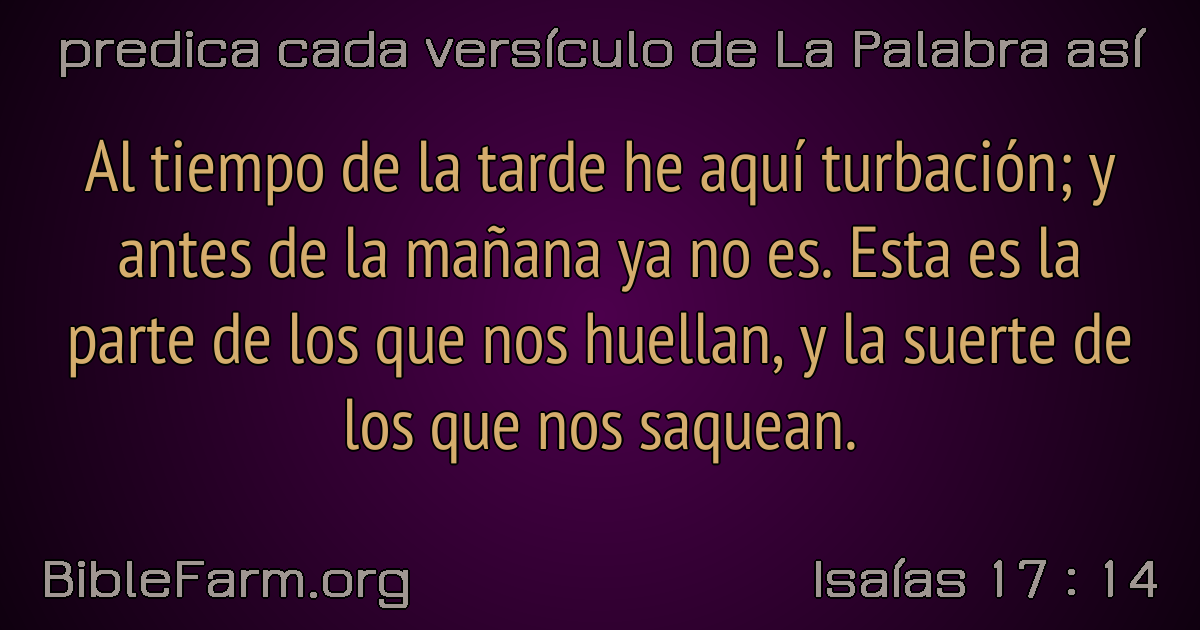 predica cada versículo de La Palabra así
Al tiempo de la tarde he aquí turbación; y
antes de la mañana ya no es. Esta es la
parte de los que nos huellan, y la suerte de
los que nos saquean.
BibleFarm.org
Isaías 17 : 14